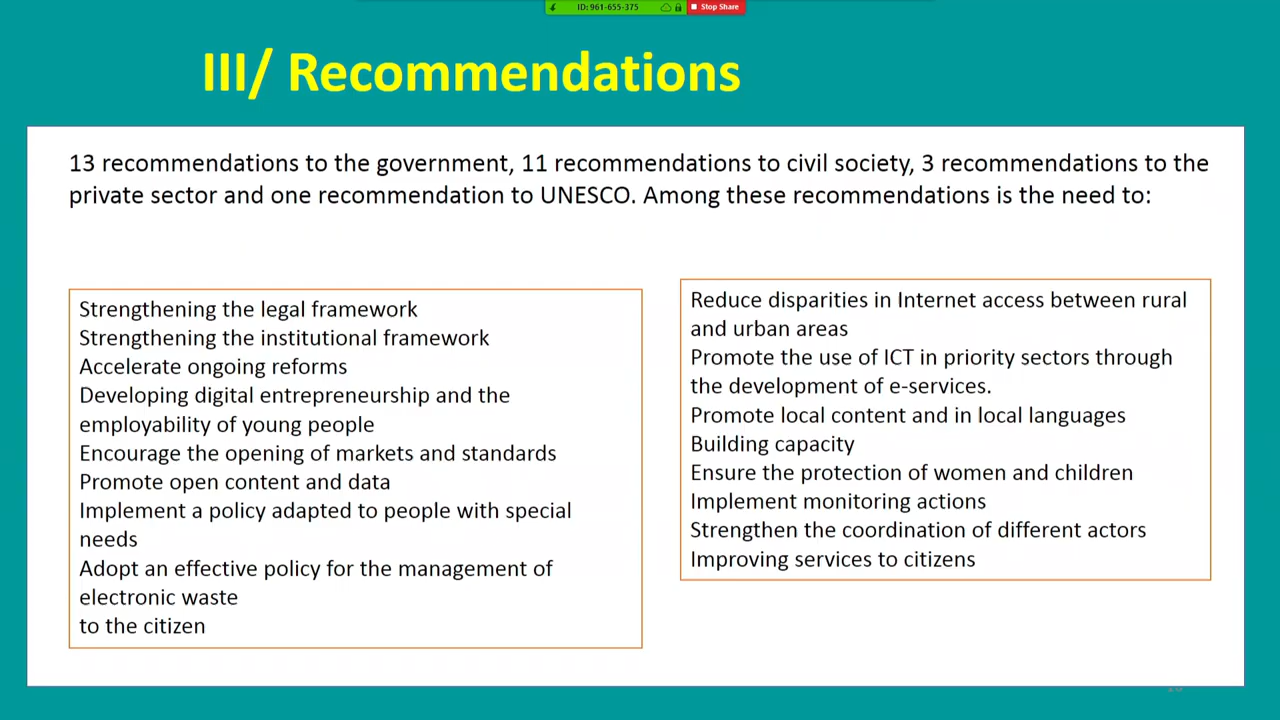 ID: 961-655-375
Stop Share
III/ Recommendations
13 recommendations to the government, 11 recommendations to civil society, 3 recommendations to the
private sector and one recommendation to UNESCO. Among these recommendations is the need to:
Strengthening the legal framework
Strengthening the institutional framework
Accelerate ongoing reforms
Developing digital entrepreneurship and the
employability of young people
Encourage the opening of markets and standards
Promote open content and data
Implement a policy adapted to people with special
needs
Adopt an effective policy for the management of
electronic waste
to the citizen
Reduce disparities in Internet access between rural
and urban areas
Promote the use of ICT in priority sectors through
the development of e-services.
Promote local content and in local languages
Building capacity
Ensure the protection of women and children
Implement monitoring actions
Strengthen the coordination of different actors
Improving services to citizens